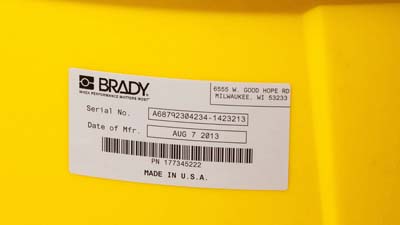 BRADY
WHEN PERFORMANCE MATTERS MOST
6555 W. GOOD HOPE RD
MILWAUKEE, WI 53233
Serial No. A68792304234-1423213
Date of Mfr. AUG 7 2013
PN 177345222
MADE IN U.S.A.